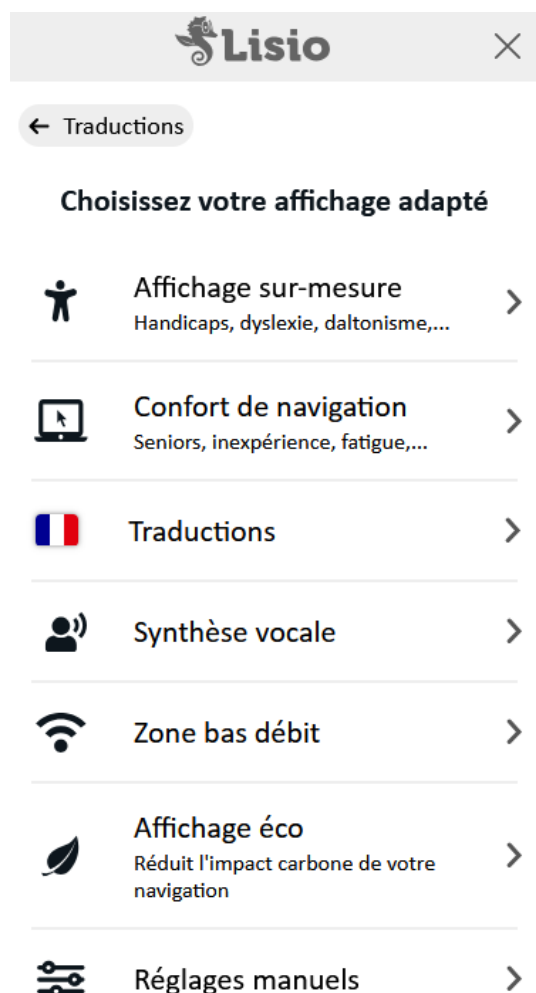 Lisio
Traductions
Choisissez votre affichage adapté
Affichage sur-mesure
Handicaps, dyslexie, daltonisme,...
Confort de navigation
Seniors, inexpérience, fatigue,...
Traductions
Synthèse vocale
Zone bas débit
Affichage éco
Réduit l'impact carbone de votre
navigation
Réglages manuels